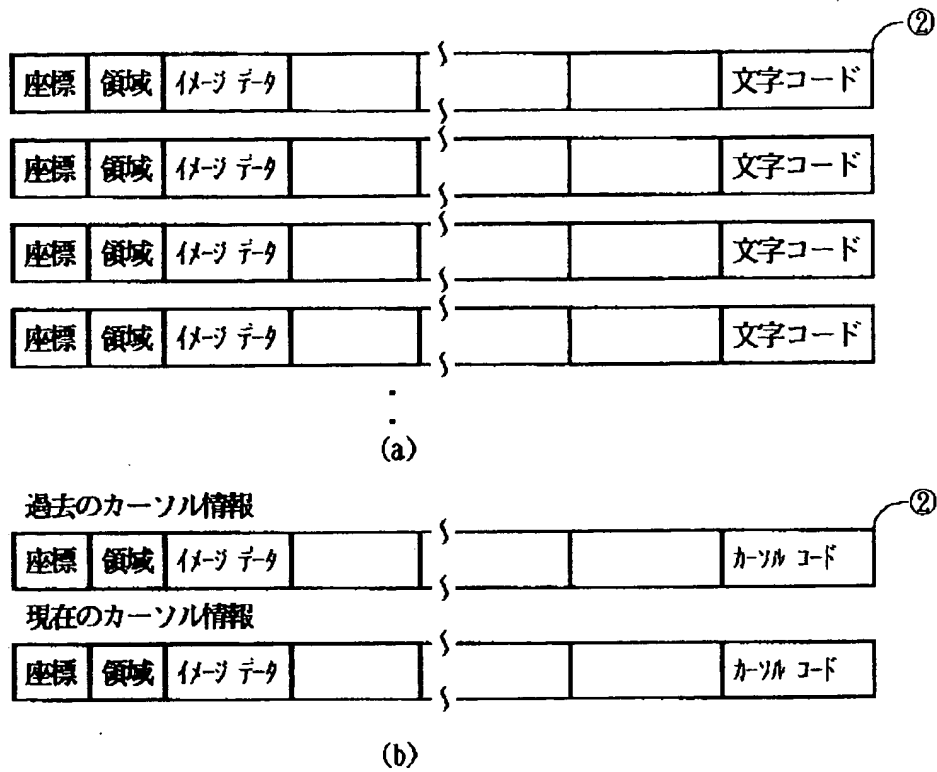 ②
座標 領域 イメージ データ 文字コード
座標 領域 イメージ データ 文字コード
座標 領域 イメージ データ 文字コード
座標 領域 イメージ データ 文字コード
(a)
過去のカーソル情報
②
座標 領域 イメージ データ カーソル コード
現在のカーソル情報
座標 領域 イメージ データ カーソル コード
(b)